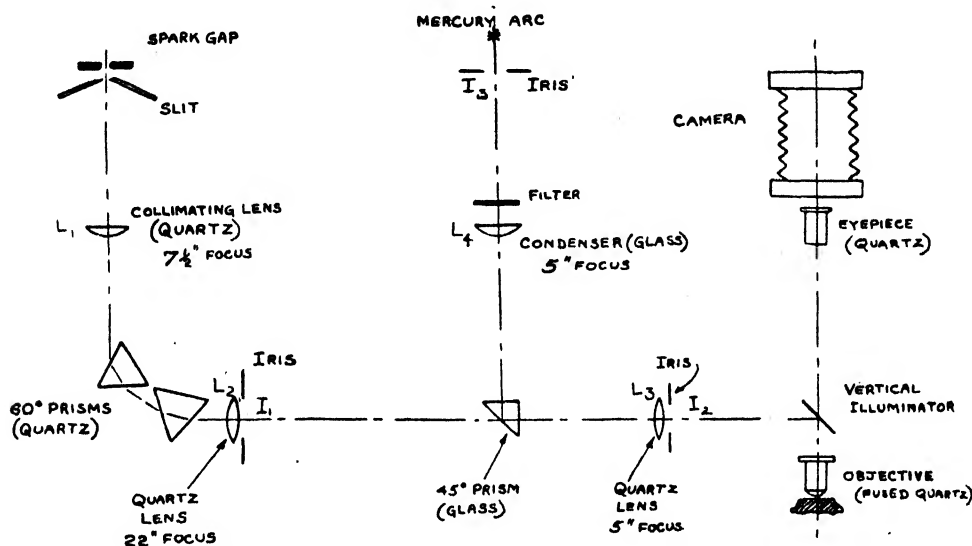 MERCURY ARC
SPARK GAP
SLIT
I3 IRIS
CAMERA
FILTER
L1
COLLIMATING LENS
(QUARTZ)
7½" FOCUS
L4
CONDENSER (GLASS)
5" FOCUS
EYEPIECE
(QUARTZ)
60° PRISMS
(QUARTZ)
L2
IRIS
I1
L3
IRIS
I2
VERTICAL
ILLUMINATOR
QUARTZ
LENS
22" FOCUS
45° PRISM
(GLASS)
QUARTZ
LENS
5" FOCUS
OBJECTIVE
(FUSED QUARTZ)